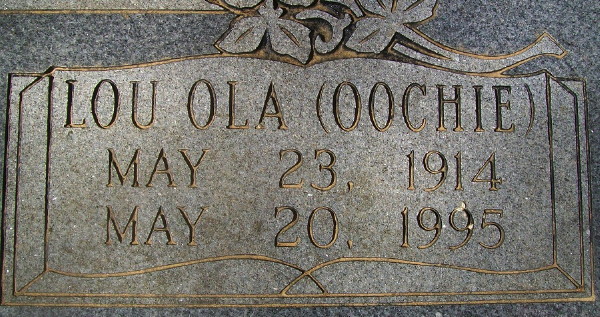 LOU OLA (OOCHIE)
MAY 23, 1914
MAY 20, 1995